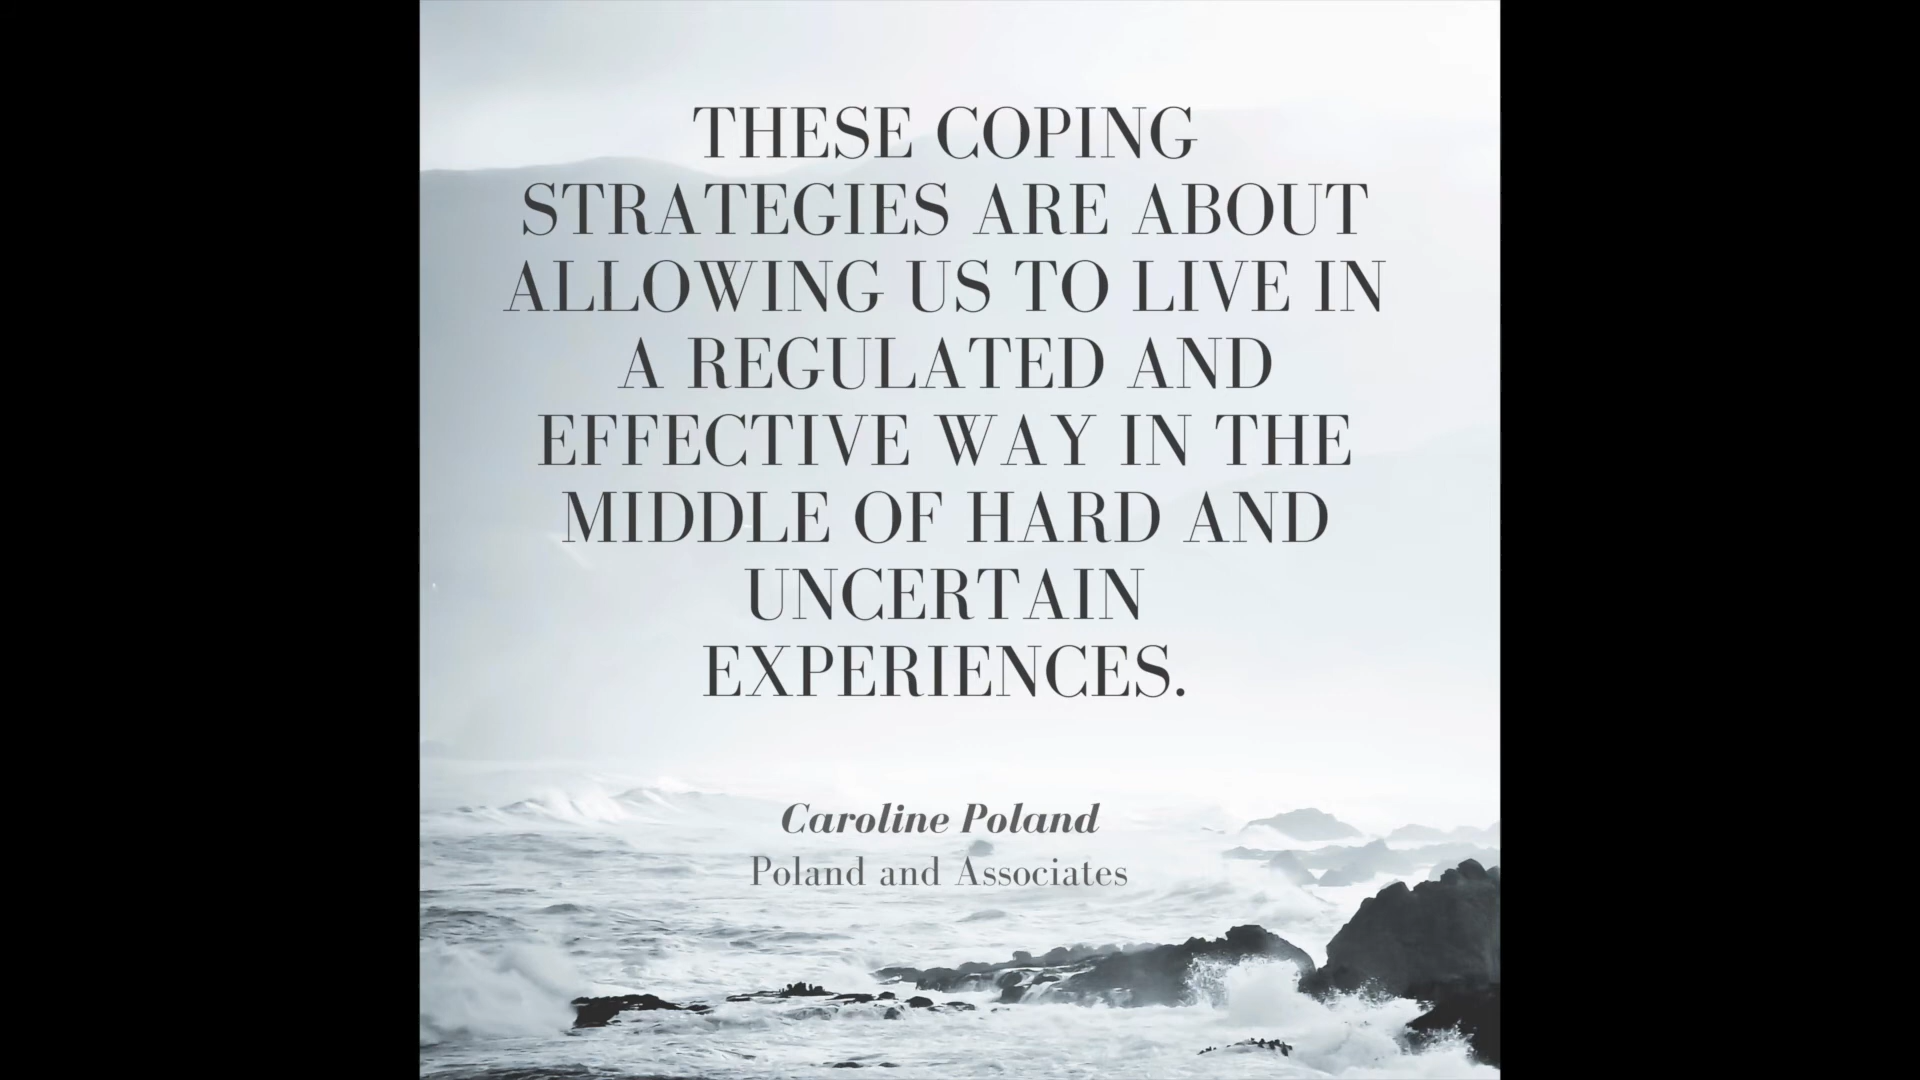 THESE COPING
STRATEGIES ARE ABOUT
ALLOWING US TO LIVE IN
A REGULATED AND
EFFECTIVE WAY IN THE
MIDDLE OF HARD AND
UNCERTAIN
EXPERIENCES.
Caroline Poland
Poland and Associates